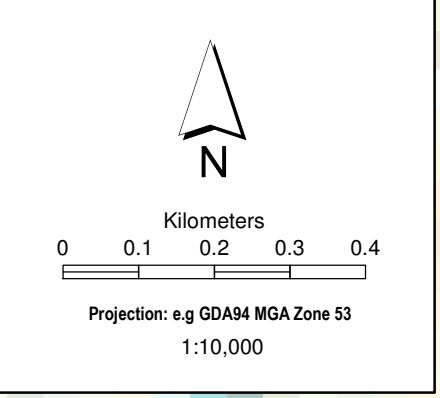 N
Kilometers
0 0.1 0.2 0.3 0.4
Projection: e.g GDA94 MGA Zone 53
1:10,000